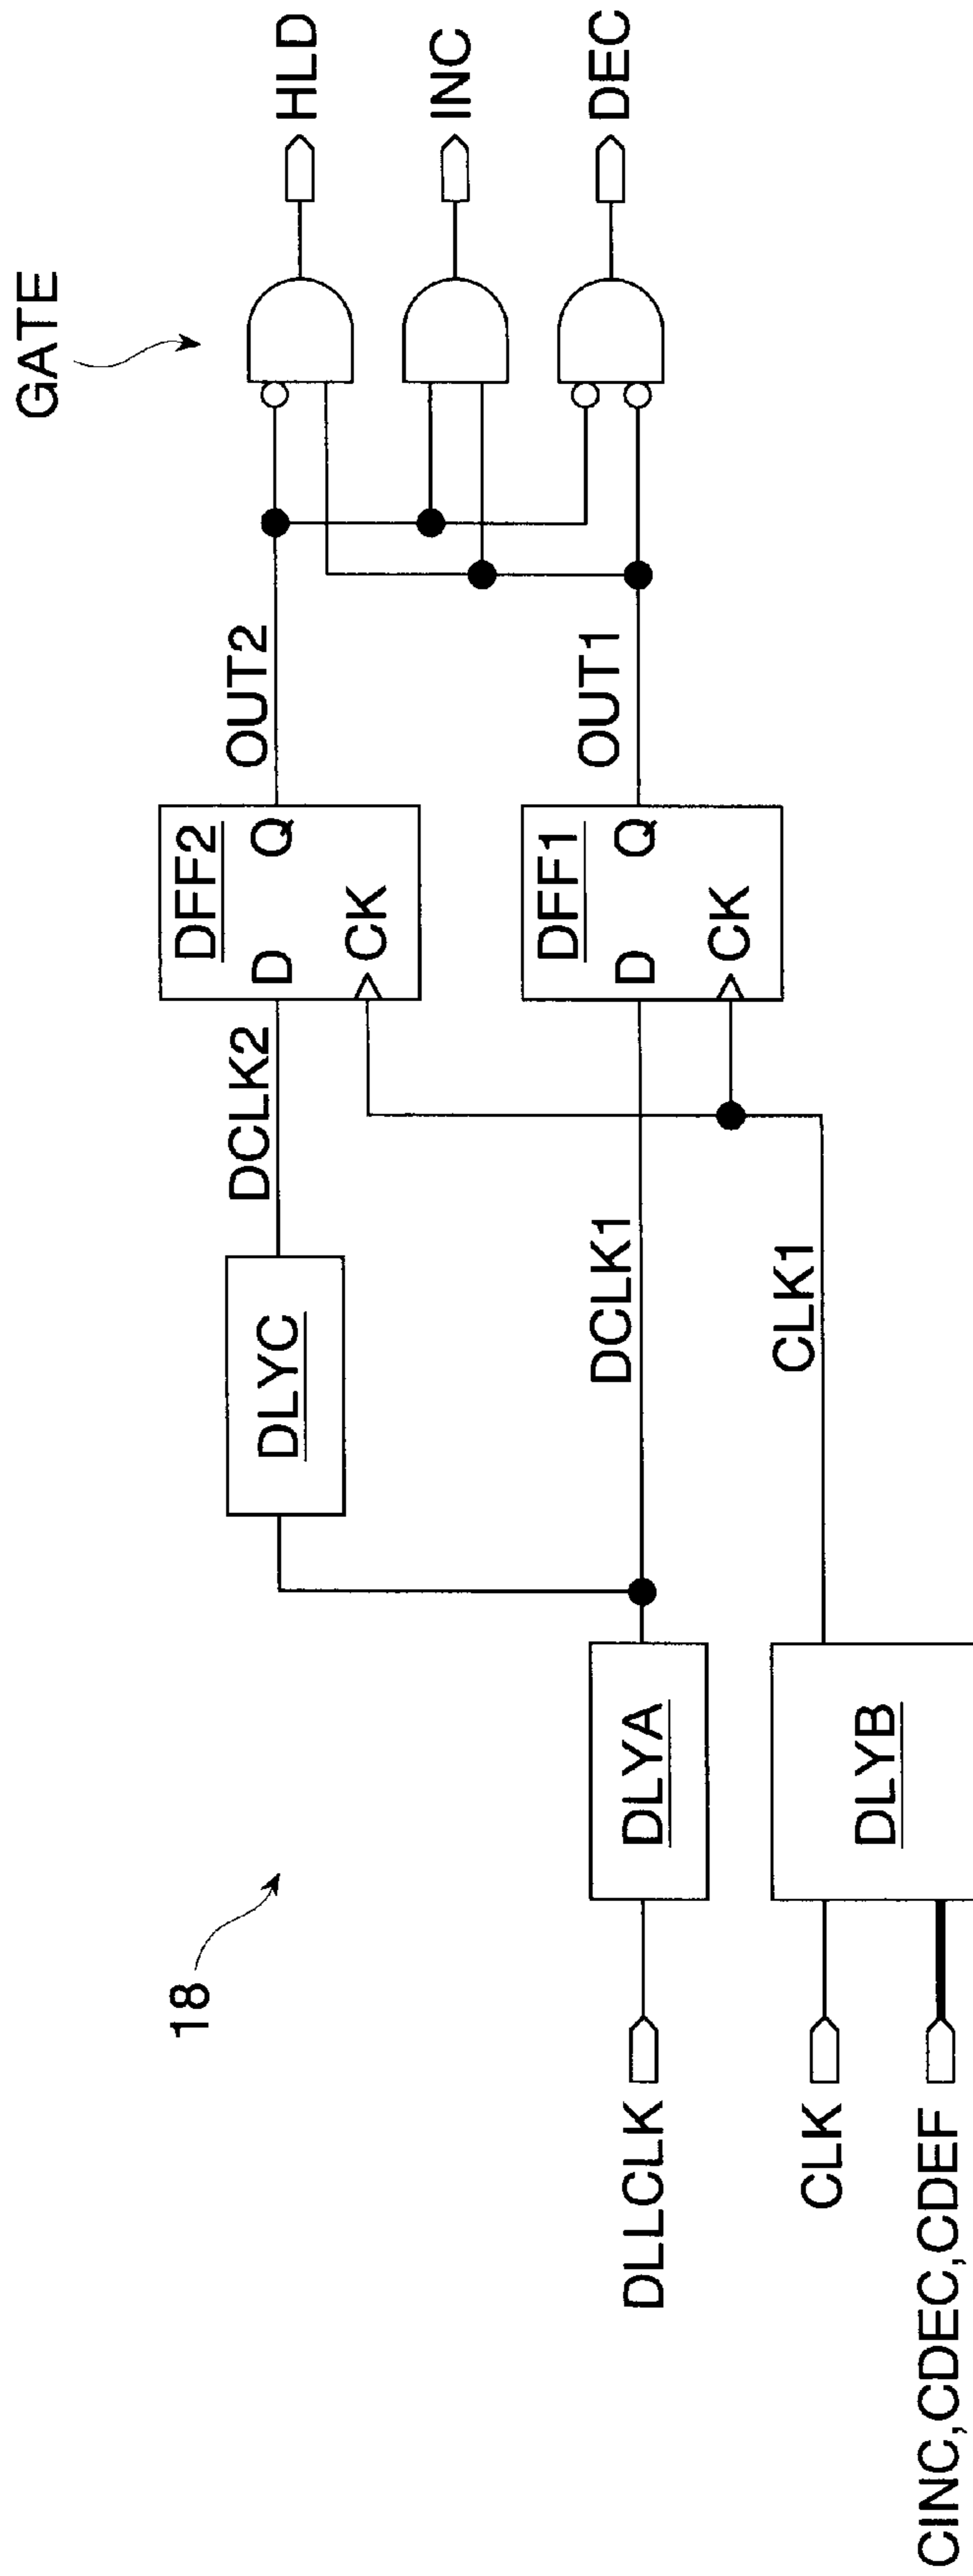 18
GATE
DLLCLK
CLK
CINC,CDEC,CDEF
DLYA
DLYB
DLYC
DCLK2
DCLK1
CLK1
DFF2
D
Q
CK
DFF1
D
Q
CK
OUT2
OUT1
HLD
INC
DEC